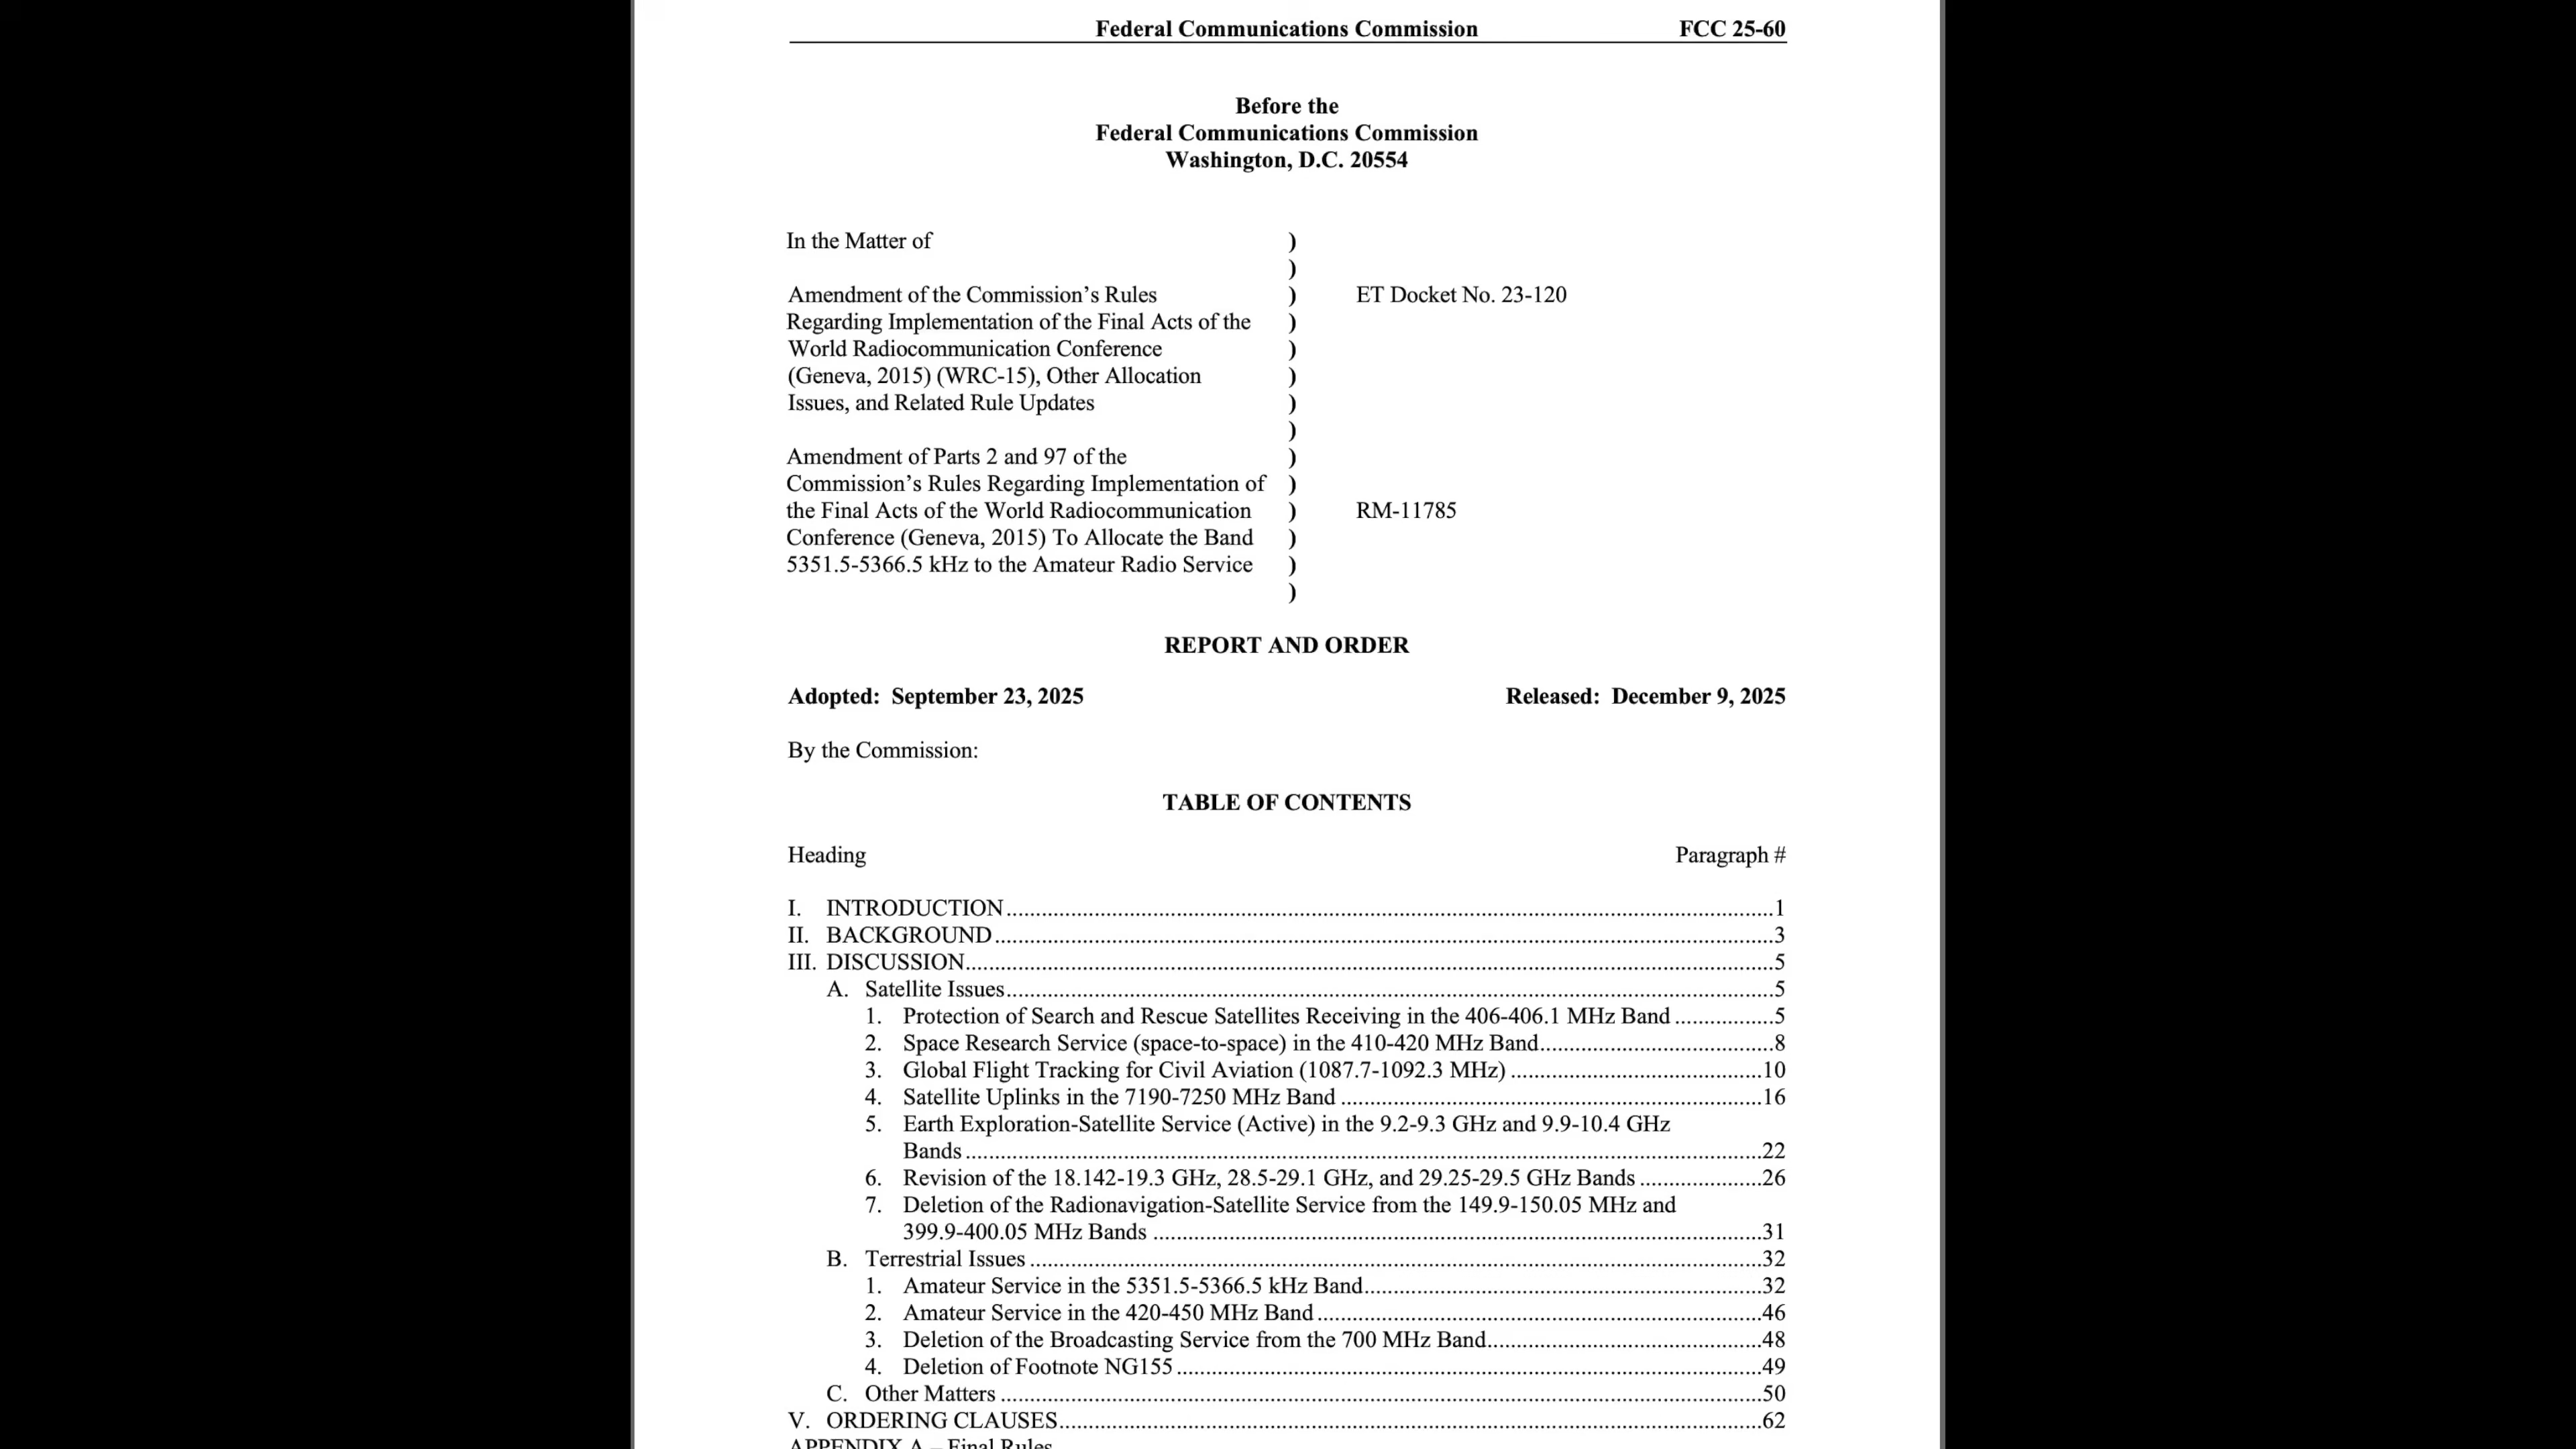 Federal Communications Commission FCC 25-60
Before the
Federal Communications Commission
Washington, D.C. 20554
In the Matter of )
)
Amendment of the Commission’s Rules ) ET Docket No. 23-120
Regarding Implementation of the Final Acts of the )
World Radiocommunication Conference )
(Geneva, 2015) (WRC-15), Other Allocation )
Issues, and Related Rule Updates )
)
Amendment of Parts 2 and 97 of the )
Commission’s Rules Regarding Implementation of )
the Final Acts of the World Radiocommunication ) RM-11785
Conference (Geneva, 2015) To Allocate the Band )
5351.5-5366.5 kHz to the Amateur Radio Service )
)
REPORT AND ORDER
Adopted: September 23, 2025 Released: December 9, 2025
By the Commission:
TABLE OF CONTENTS
Heading Paragraph #
I. INTRODUCTION....................1
II. BACKGROUND....................3
III. DISCUSSION....................5
A. Satellite Issues....................5
1. Protection of Search and Rescue Satellites Receiving in the 406-406.1 MHz Band.................5
2. Space Research Service (space-to-space) in the 410-420 MHz Band....................8
3. Global Flight Tracking for Civil Aviation (1087.7-1092.3 MHz)....................10
4. Satellite Uplinks in the 7190-7250 MHz Band....................16
5. Earth Exploration-Satellite Service (Active) in the 9.2-9.3 GHz and 9.9-10.4 GHz
Bands....................22
6. Revision of the 18.142-19.3 GHz, 28.5-29.1 GHz, and 29.25-29.5 GHz Bands....................26
7. Deletion of the Radionavigation-Satellite Service from the 149.9-150.05 MHz and
399.9-400.05 MHz Bands....................31
B. Terrestrial Issues....................32
1. Amateur Service in the 5351.5-5366.5 kHz Band....................32
2. Amateur Service in the 420-450 MHz Band....................46
3. Deletion of the Broadcasting Service from the 700 MHz Band....................48
4. Deletion of Footnote NG155....................49
C. Other Matters....................50
V. ORDERING CLAUSES....................62
APPENDIX A – Final Rules